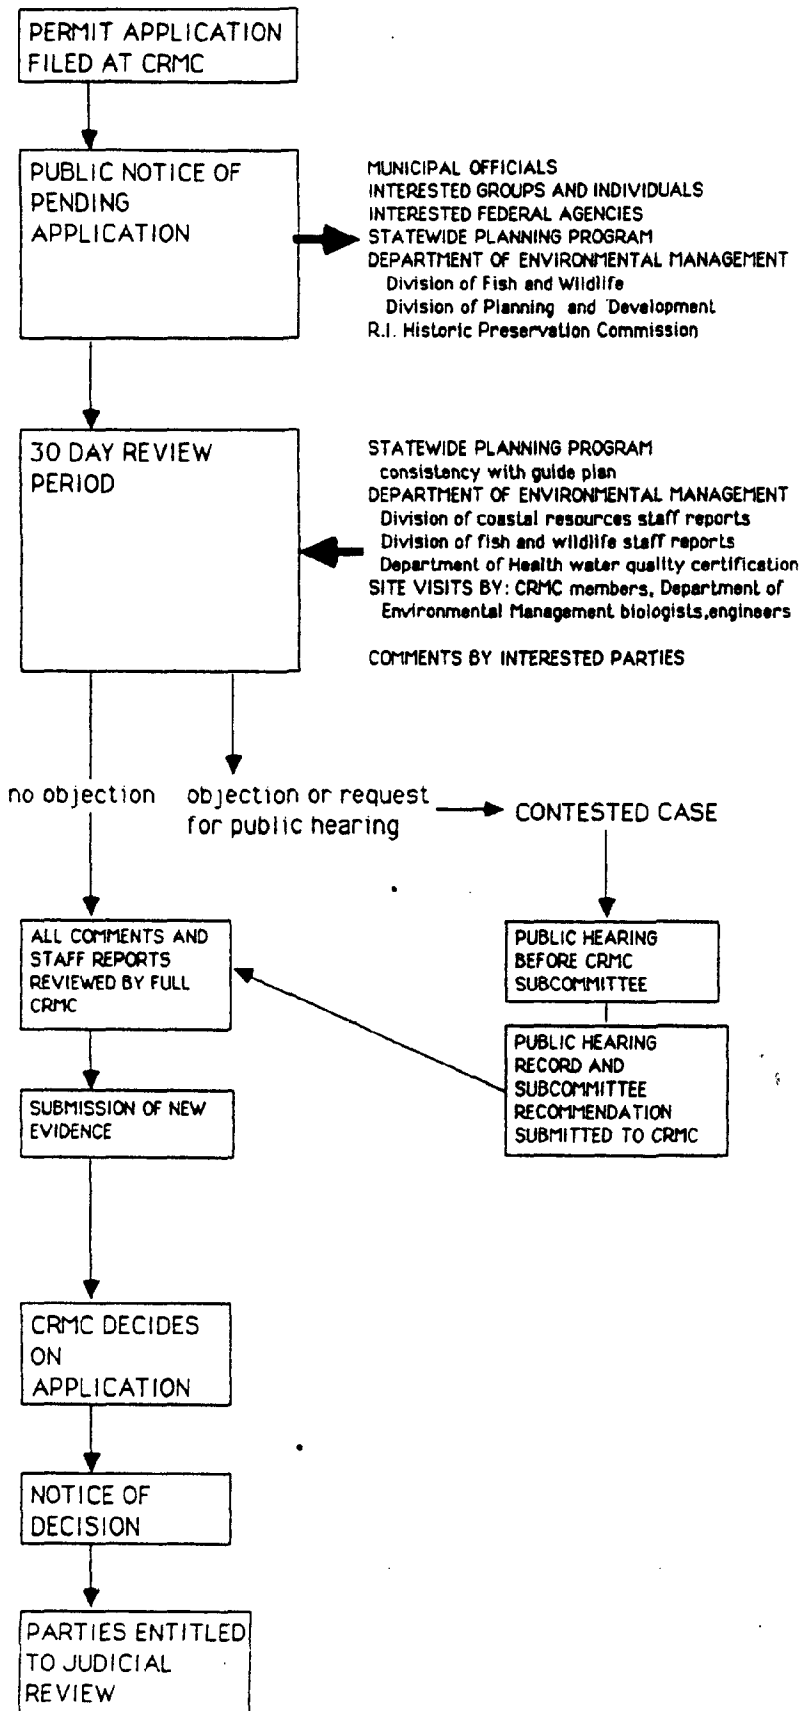 PERMIT APPLICATION
FILED AT CRMC
PUBLIC NOTICE OF
PENDING
APPLICATION
MUNICIPAL OFFICIALS
INTERESTED GROUPS AND INDIVIDUALS
INTERESTED FEDERAL AGENCIES
STATEWIDE PLANNING PROGRAM
DEPARTMENT OF ENVIRONMENTAL MANAGEMENT
Division of Fish and Wildlife
Division of Planning and Development
R.I. Historic Preservation Commission
30 DAY REVIEW
PERIOD
STATEWIDE PLANNING PROGRAM
consistency with guide plan
DEPARTMENT OF ENVIRONMENTAL MANAGEMENT
Division of coastal resources staff reports
Division of fish and wildlife staff reports
Department of Health water quality certification
SITE VISITS BY: CRMC members, Department of
Environmental Management biologists,engineers
COMMENTS BY INTERESTED PARTIES
no objection
objection or request
for public hearing
CONTESTED CASE
PUBLIC HEARING
BEFORE CRMC
SUBCOMMITTEE
PUBLIC HEARING
RECORD AND
SUBCOMMITTEE
RECOMMENDATION
SUBMITTED TO CRMC
ALL COMMENTS AND
STAFF REPORTS
REVIEWED BY FULL
CRMC
SUBMISSION OF NEW
EVIDENCE
CRMC DECIDES
ON
APPLICATION
NOTICE OF
DECISION
PARTIES ENTITLED
TO JUDICIAL
REVIEW